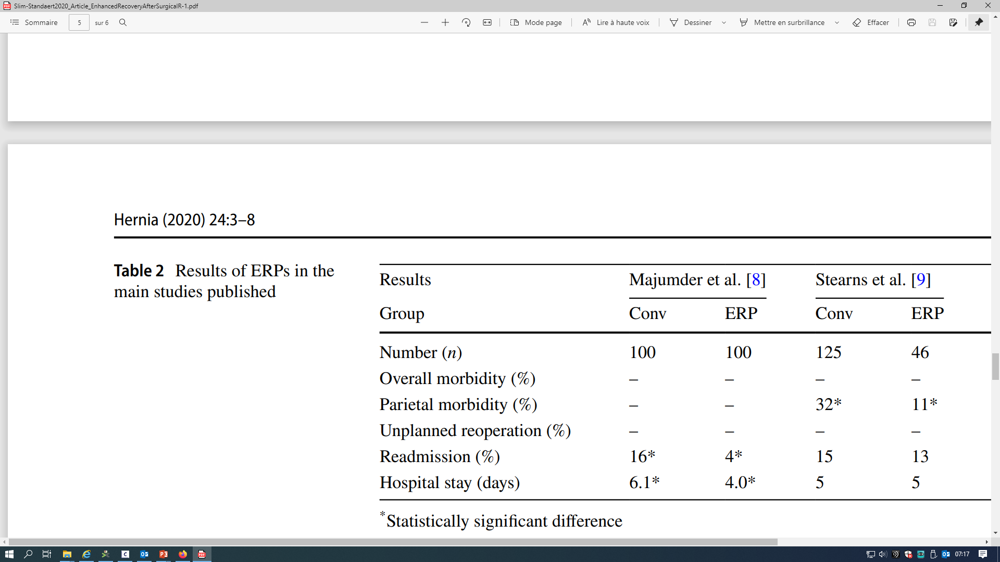 Slim-Standaert2020_Article_EnhancedRecoveryAfterSurgicalR-1.pdf
Sommaire 5 sur 6 Mode page Lire à haute voix Dessiner Mettre en surbrillance Effacer
Hernia (2020) 24:3–8
Table 2 Results of ERPs in the
main studies published
Results Majumder et al. [8] Stearns et al. [9]
Group Conv ERP Conv ERP
Number (n) 100 100 125 46
Overall morbidity (%) – – – –
Parietal morbidity (%) – – 32* 11*
Unplanned reoperation (%) – – – –
Readmission (%) 16* 4* 15 13
Hospital stay (days) 6.1* 4.0* 5 5
*Statistically significant difference
07:17